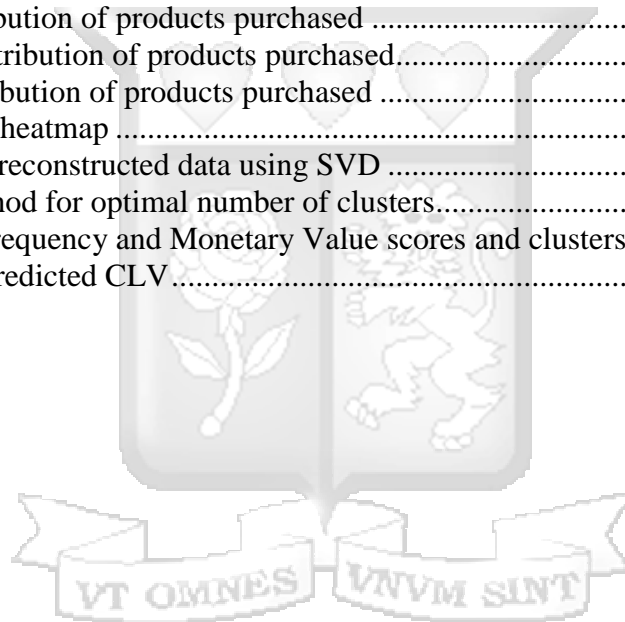 bution of products purchased ..............................
tribution of products purchased...........................
bution of products purchased .............................
heatmap ...............................................................
reconstructed data using SVD .............................
nod for optimal number of clusters......................
requency and Monetary Value scores and clusters
redicted CLV........................................................
VT OMNES VNVM SINT